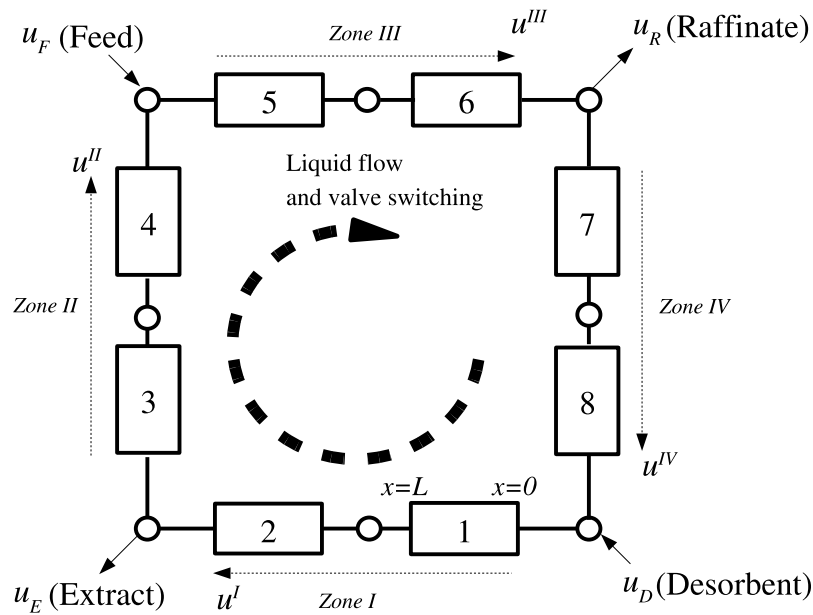 u_F (Feed)
Zone III
u^III
u_R (Raffinate)
5
6
u^II
Liquid flow
and valve switching
4
7
Zone II
Zone IV
3
8
u^IV
x=L
x=0
2
1
u_E (Extract)
u^I
Zone I
u_D (Desorbent)